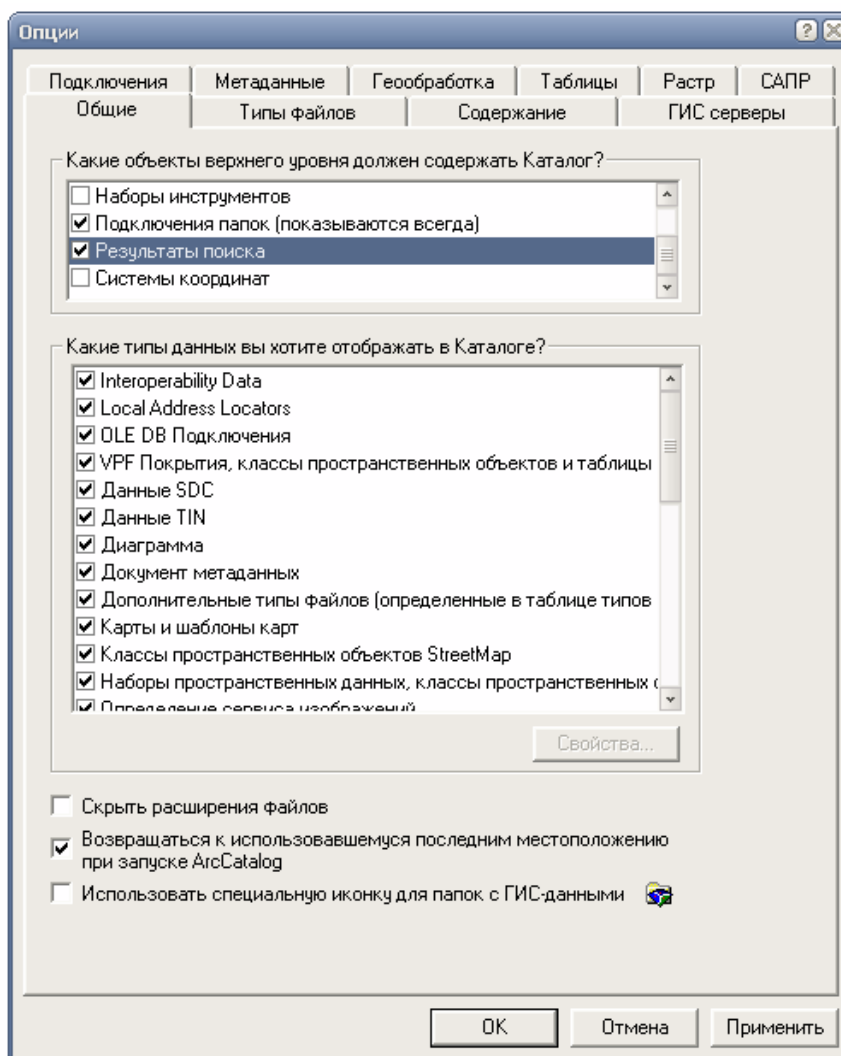 Опции
Подключения
Метаданные
Геообработка
Таблицы
Растр
САПР
Общие
Типы файлов
Содержание
ГИС серверы
Какие объекты верхнего уровня должен содержать Каталог?
Наборы инструментов
Подключения папок (показываются всегда)
Результаты поиска
Системы координат
Какие типы данных вы хотите отображать в Каталоге?
Interoperability Data
Local Address Locators
OLE DB Подключения
VPF Покрытия, классы пространственных объектов и таблицы
Данные SDC
Данные TIN
Диаграмма
Документ метаданных
Дополнительные типы файлов (определенные в таблице типов
Карты и шаблоны карт
Классы пространственных объектов StreetMap
Наборы пространственных данных, классы пространственных о
Определение сервиса изображений
Свойства...
Скрыть расширения файлов
Возвращаться к использовавшемуся последним местоположению
при запуске ArcCatalog
Использовать специальную иконку для папок с ГИС-данными
OK
Отмена
Применить